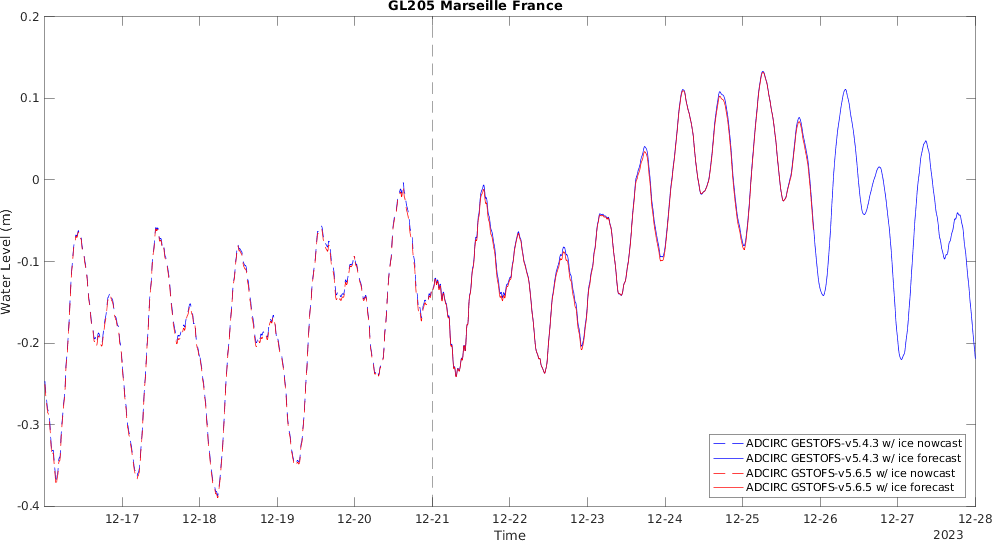 GL205 Marseille France
0.2
0.1
0
-0.1
-0.2
-0.3
-0.4
Water Level (m)
ADCIRC GESTOFS-v5.4.3 w/ ice nowcast
ADCIRC GESTOFS-v5.4.3 w/ ice forecast
ADCIRC GSTOFS-v5.6.5 w/ ice nowcast
ADCIRC GSTOFS-v5.6.5 w/ ice forecast
12-17 12-18 12-19 12-20 12-21 12-22 12-23 12-24 12-25 12-26 12-27 12-28
Time
2023